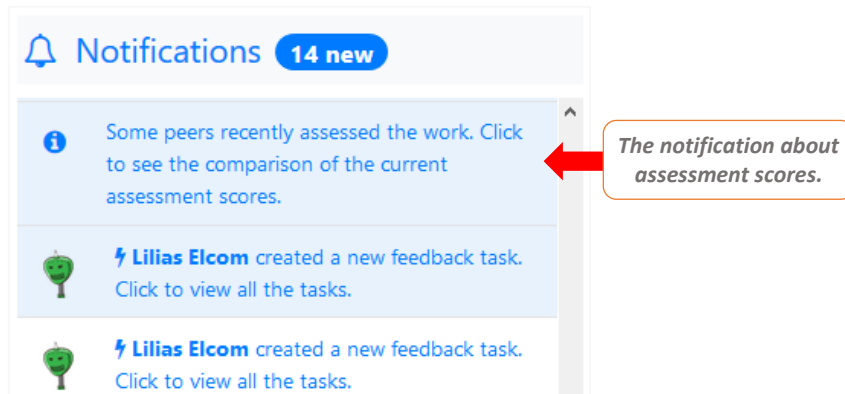 Notifications 14 new
Some peers recently assessed the work. Click
to see the comparison of the current
assessment scores.
The notification about
assessment scores.
Lilias Elcom created a new feedback task.
Click to view all the tasks.
Lilias Elcom created a new feedback task.
Click to view all the tasks.